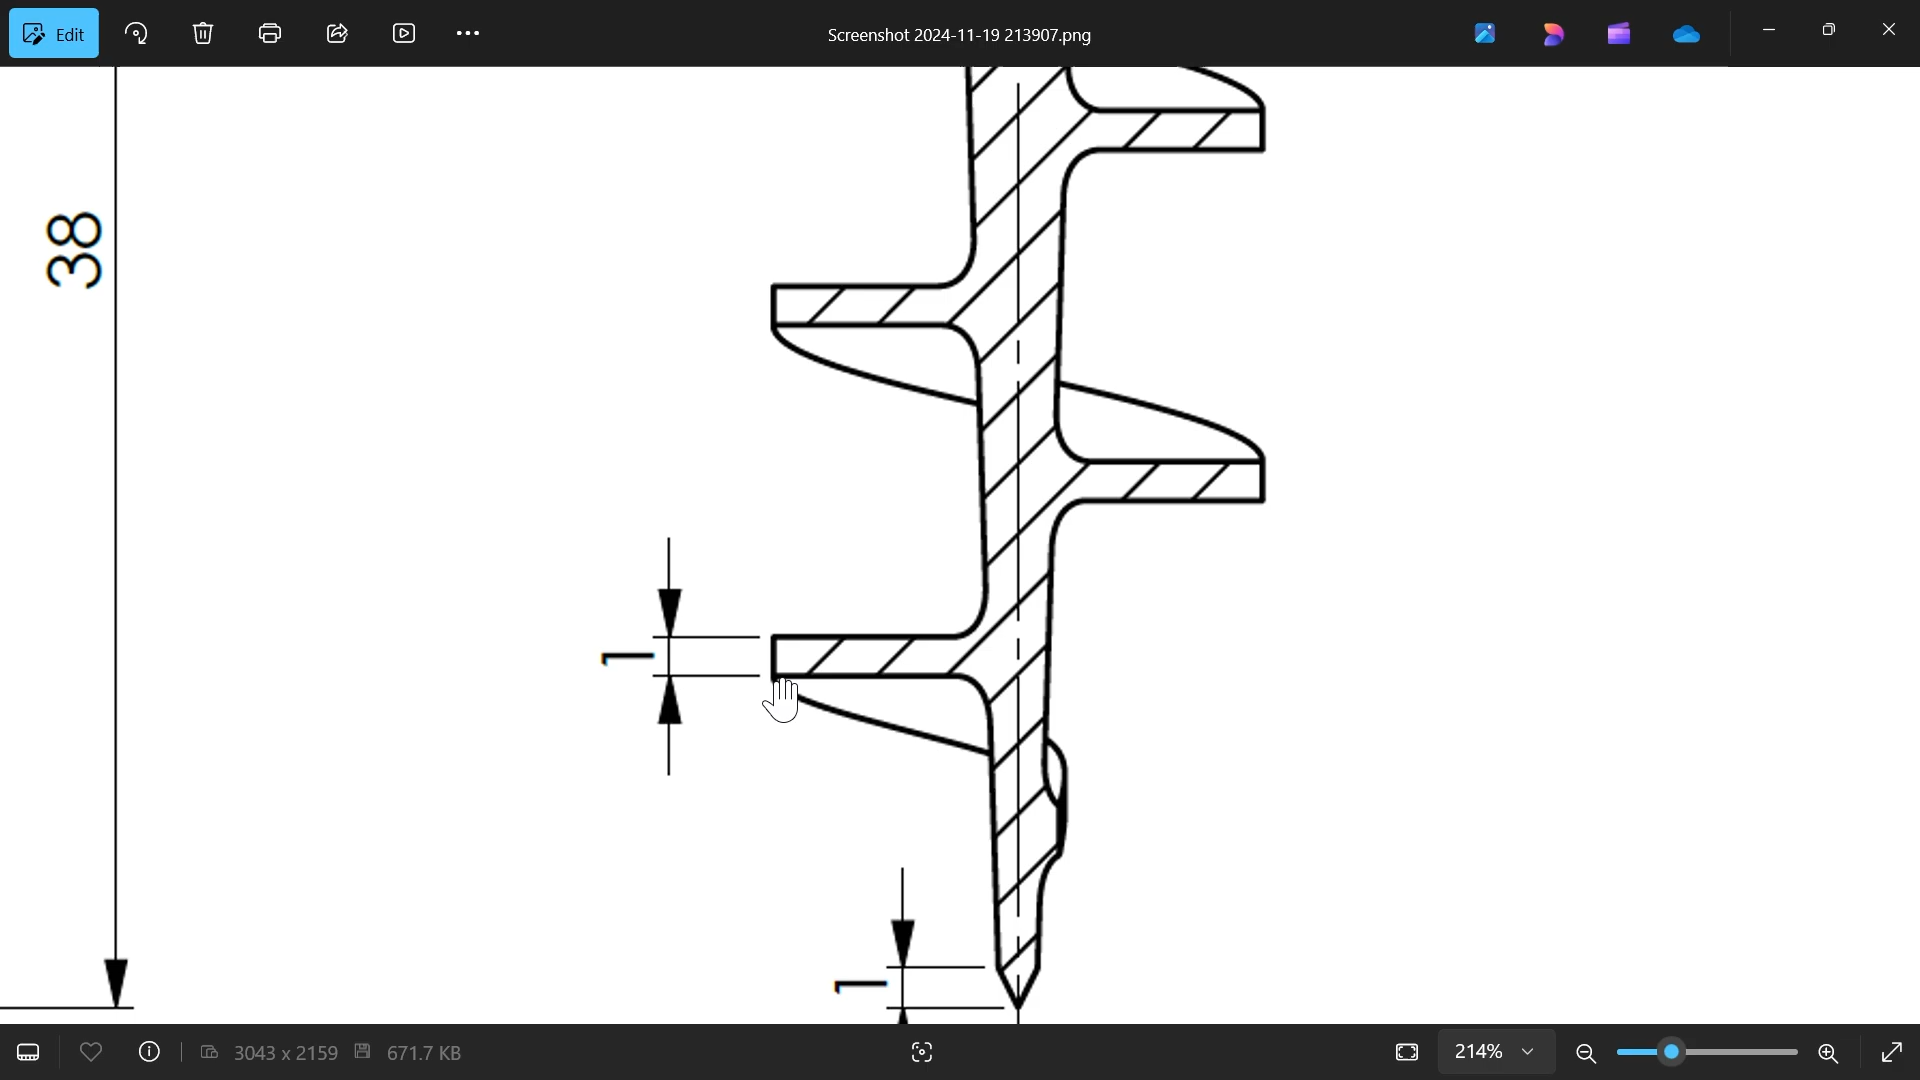 Edit
Screenshot 2024-11-19 213907.png
38
1
1
3043 x 2159
671.7 KB
214%